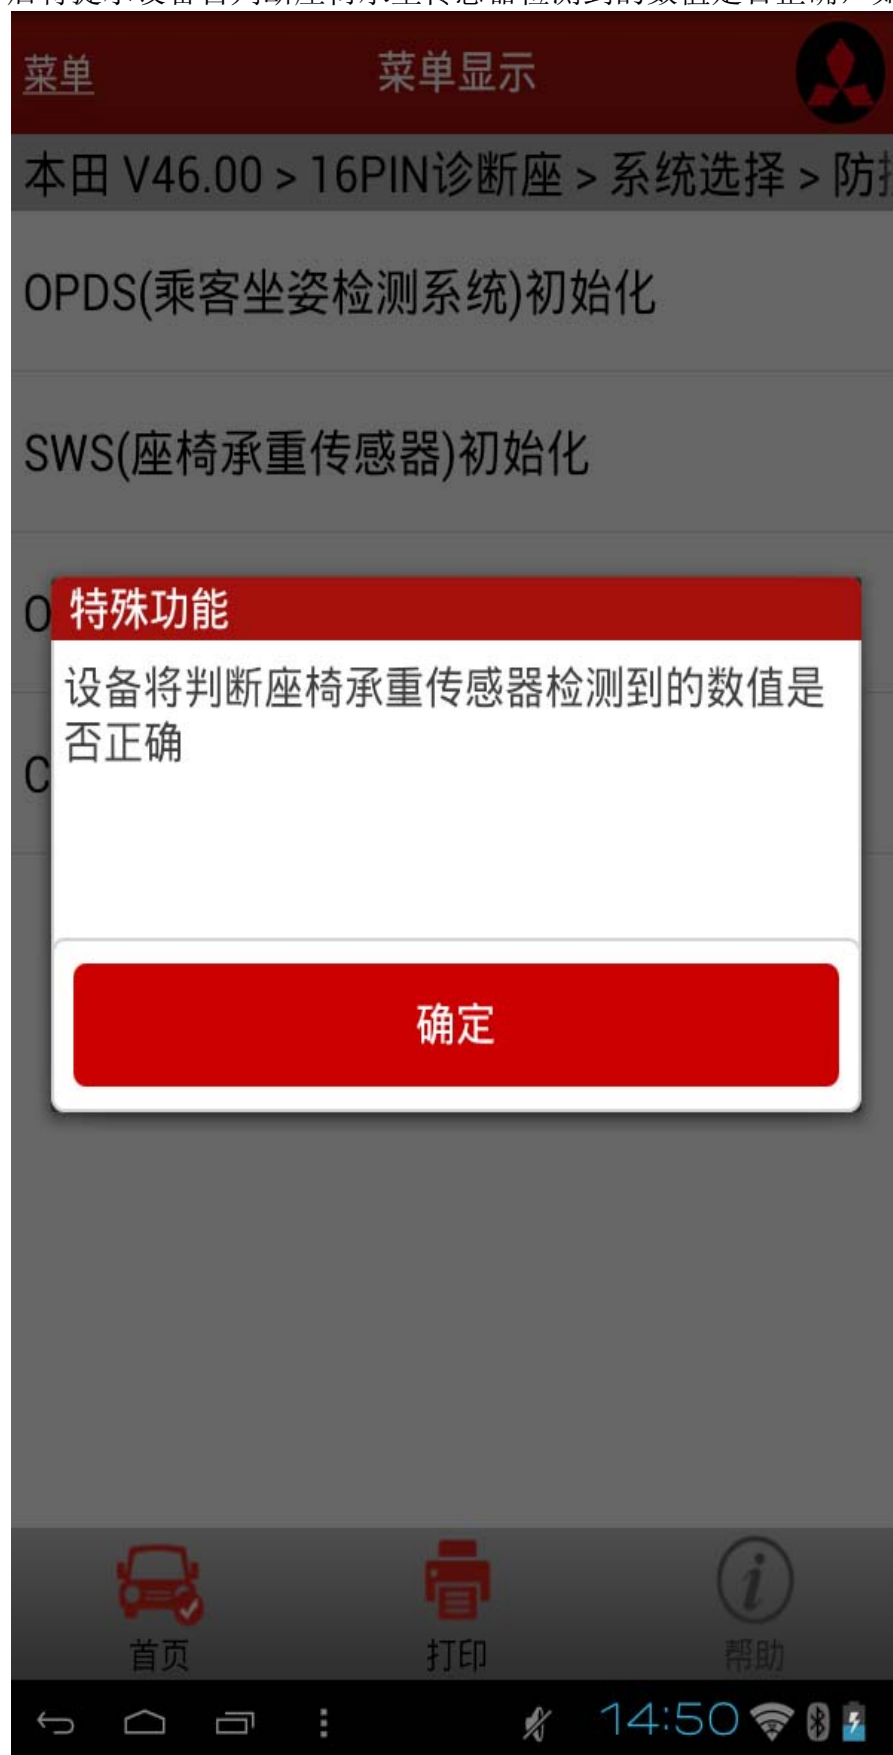 菜单
菜单显示
本田 V46.00 > 16PIN诊断座 > 系统选择 > 防
OPDS(乘客坐姿检测系统)初始化
SWS(座椅承重传感器)初始化
O
特殊功能
设备将判断座椅承重传感器检测到的数值是
否正确
C
确定
首页
打印
帮助
14:50